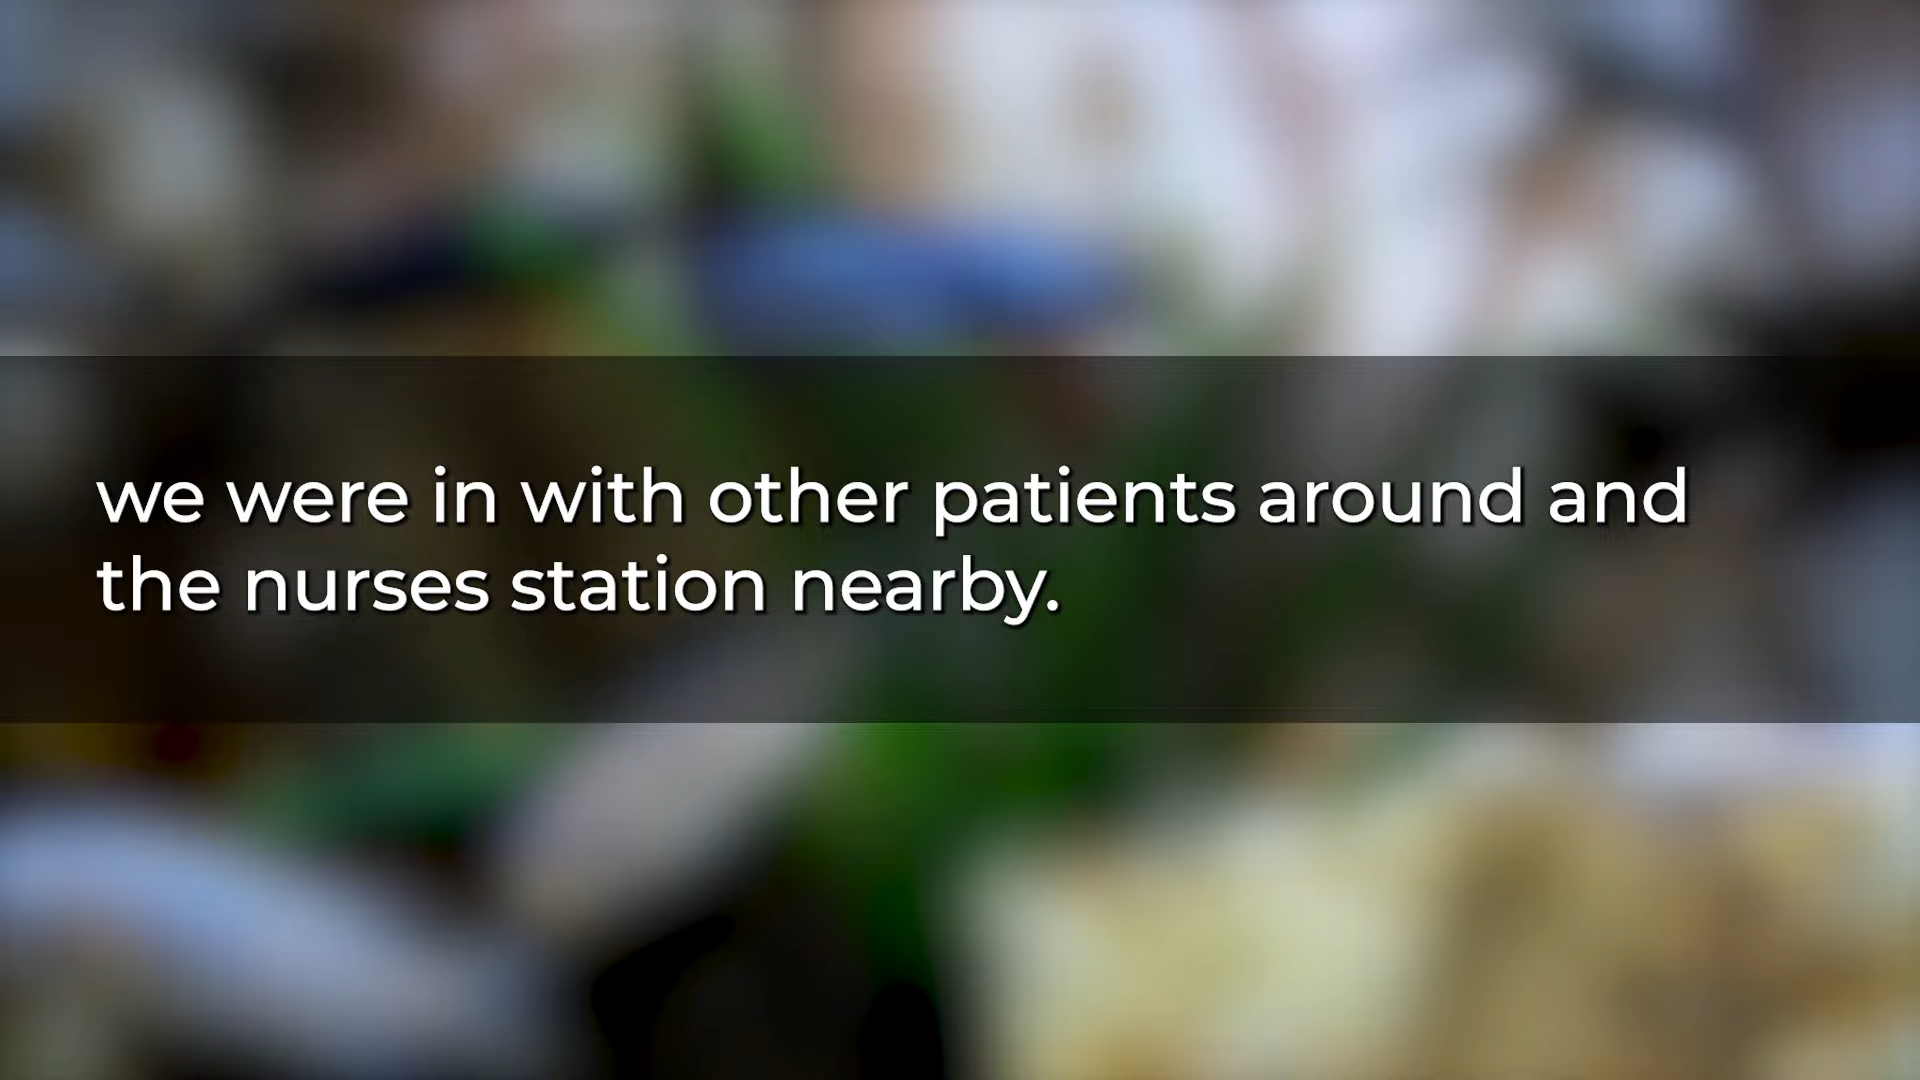 we were in with other patients around and
the nurses station nearby.